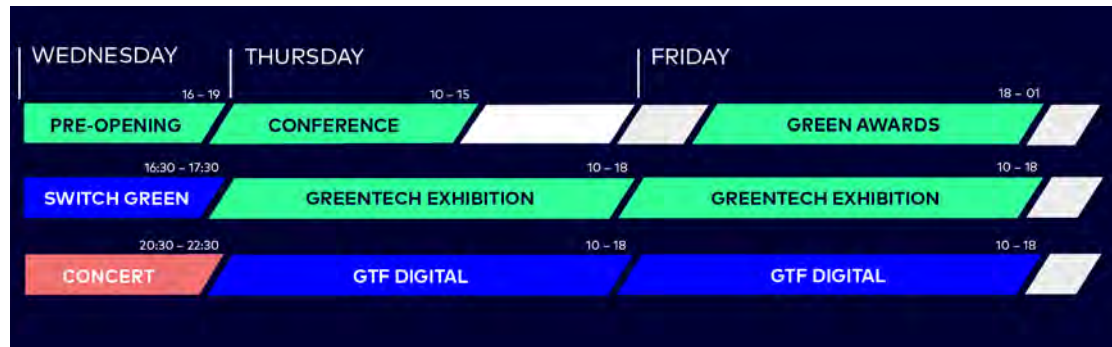 WEDNESDAY THURSDAY FRIDAY
16 – 19 10 – 15 18 – 01
PRE-OPENING CONFERENCE GREEN AWARDS
16:30 – 17:30 10 – 18 10 – 18
SWITCH GREEN GREENTECH EXHIBITION GREENTECH EXHIBITION
20:30 – 22:30 10 – 18 10 – 18
CONCERT GTF DIGITAL GTF DIGITAL